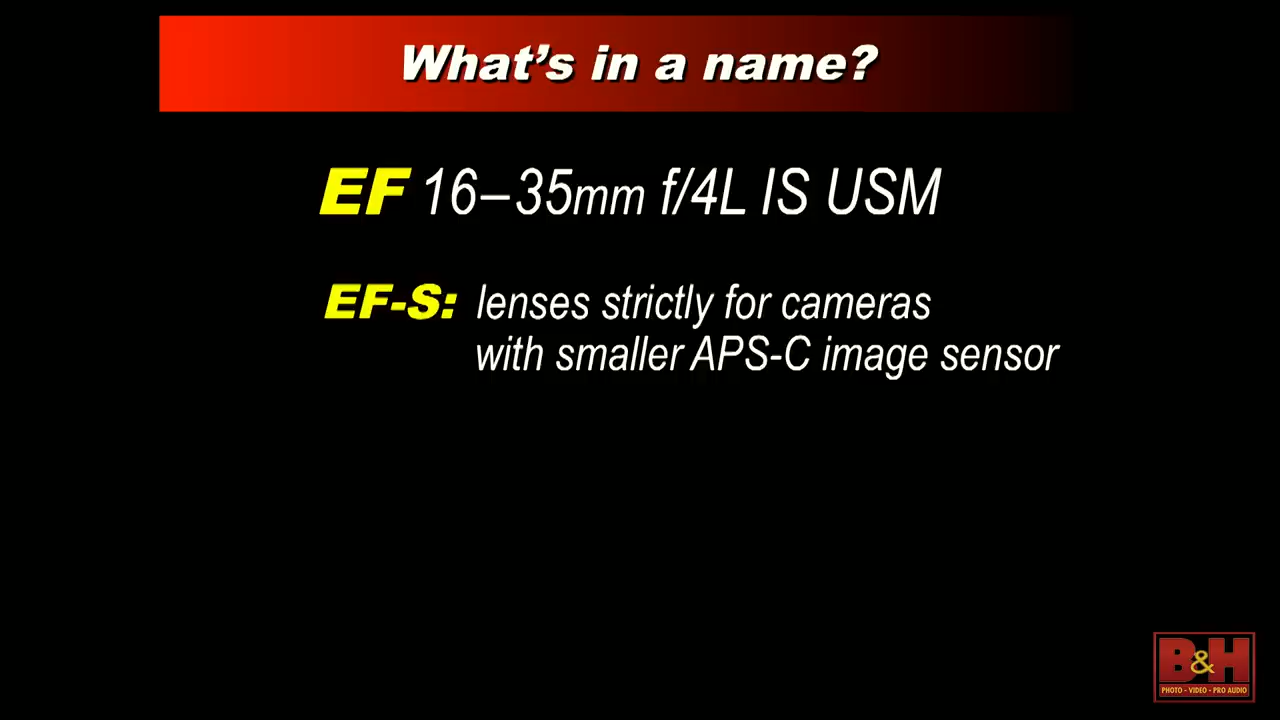 What's in a name?
EF 16–35mm f/4L IS USM
EF-S: lenses strictly for cameras
with smaller APS-C image sensor
B&H
PHOTO - VIDEO - PRO AUDIO